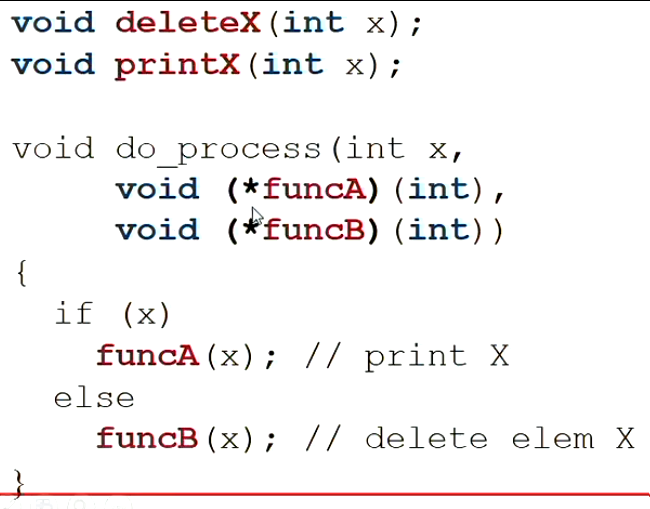 void deleteX(int x);
void printX(int x);
void do_process(int x,
void (*funcA)(int),
void (*funcB)(int))
{
if (x)
funcA(x); // print X
else
funcB(x); // delete elem X
}